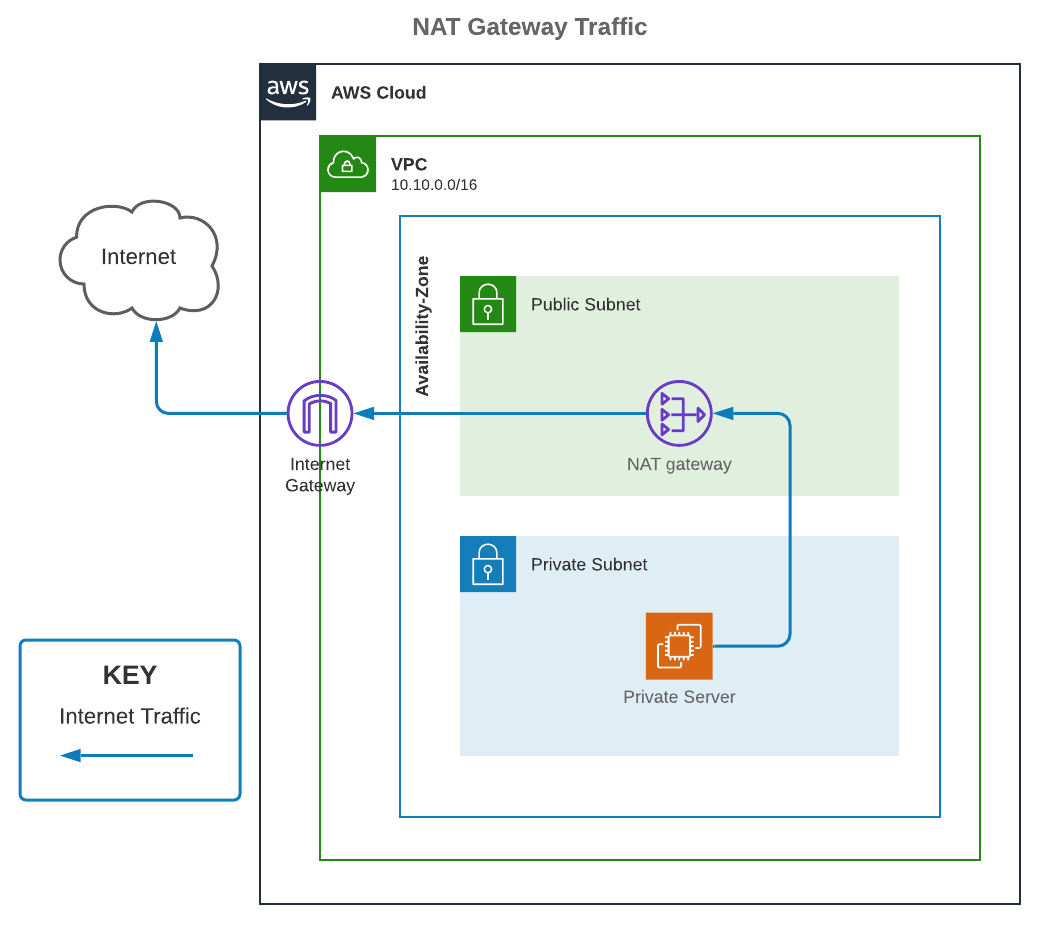 NAT Gateway Traffic
aws
AWS Cloud
VPC
10.10.0.0/16
Internet
Availability-Zone
Public Subnet
NAT gateway
Internet
Gateway
Private Subnet
Private Server
KEY
Internet Traffic